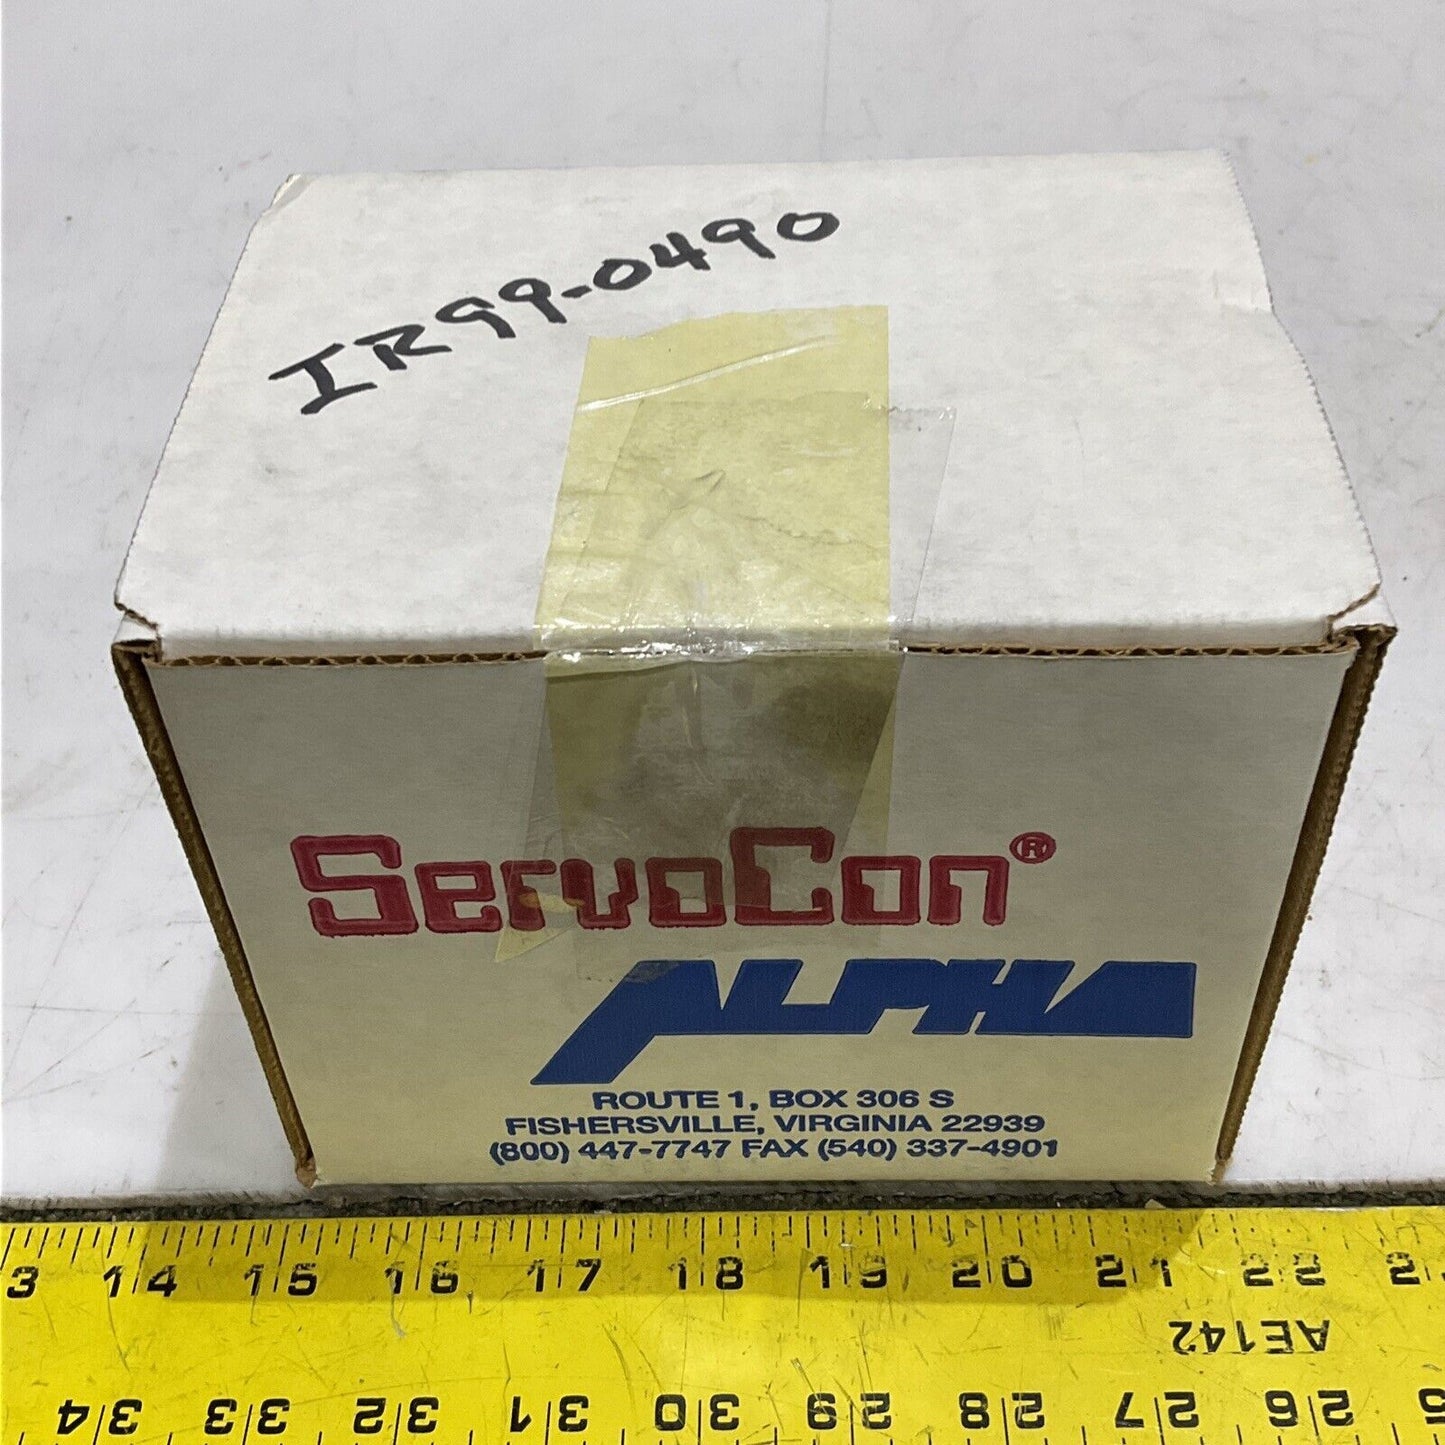 IR99-0490
SERVOCON®
ALPHA
ROUTE 1, BOX 306 S
FISHERSVILLE, VIRGINIA 22939
(800) 447-7747 FAX (540) 337-4901
3 14 15 16 17 18 19 20 21 22 2
AE142
34 33 32 31 30 29 28 27 26 5